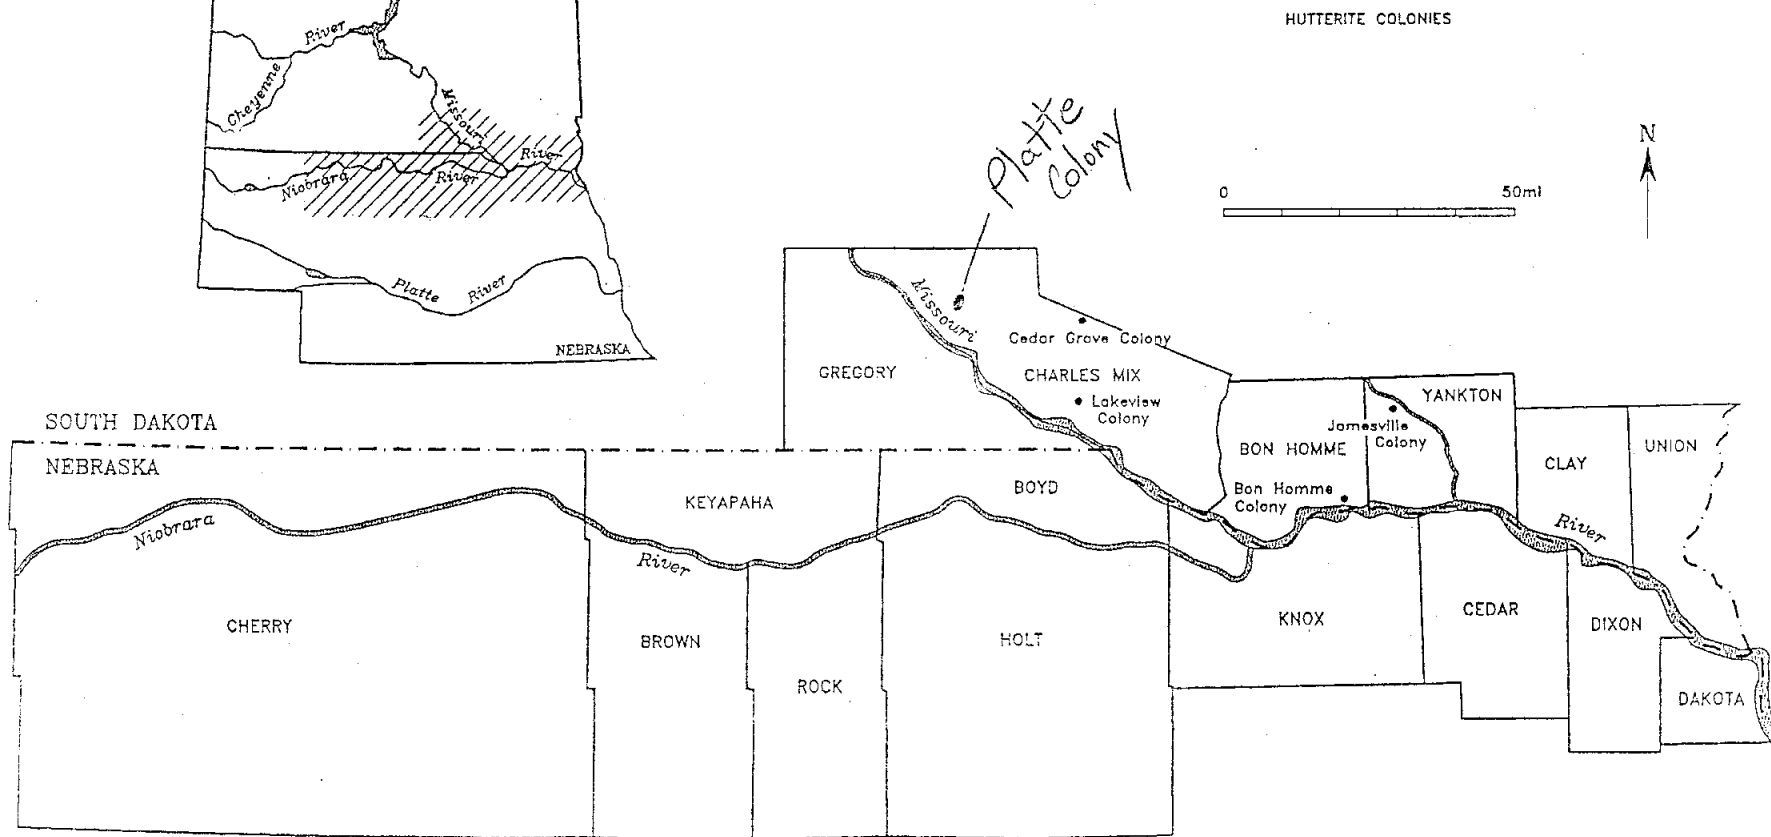 HUTTERITE COLONIES
River
Cheyenne
Missouri
River
Niobrara
River
Platte
River
NEBRASKA
Platte
Colony
0
50mi
N
Missouri
Cedar Grove Colony
GREGORY
CHARLES MIX
Lakeview
Colony
YANKTON
Jamesville
Colony
SOUTH DAKOTA
NEBRASKA
BON HOMME
CLAY
UNION
KEYAPAHA
BOYD
Bon Homme
Colony
Niobrara
River
River
CHERRY
BROWN
ROCK
HOLT
KNOX
CEDAR
DIXON
DAKOTA